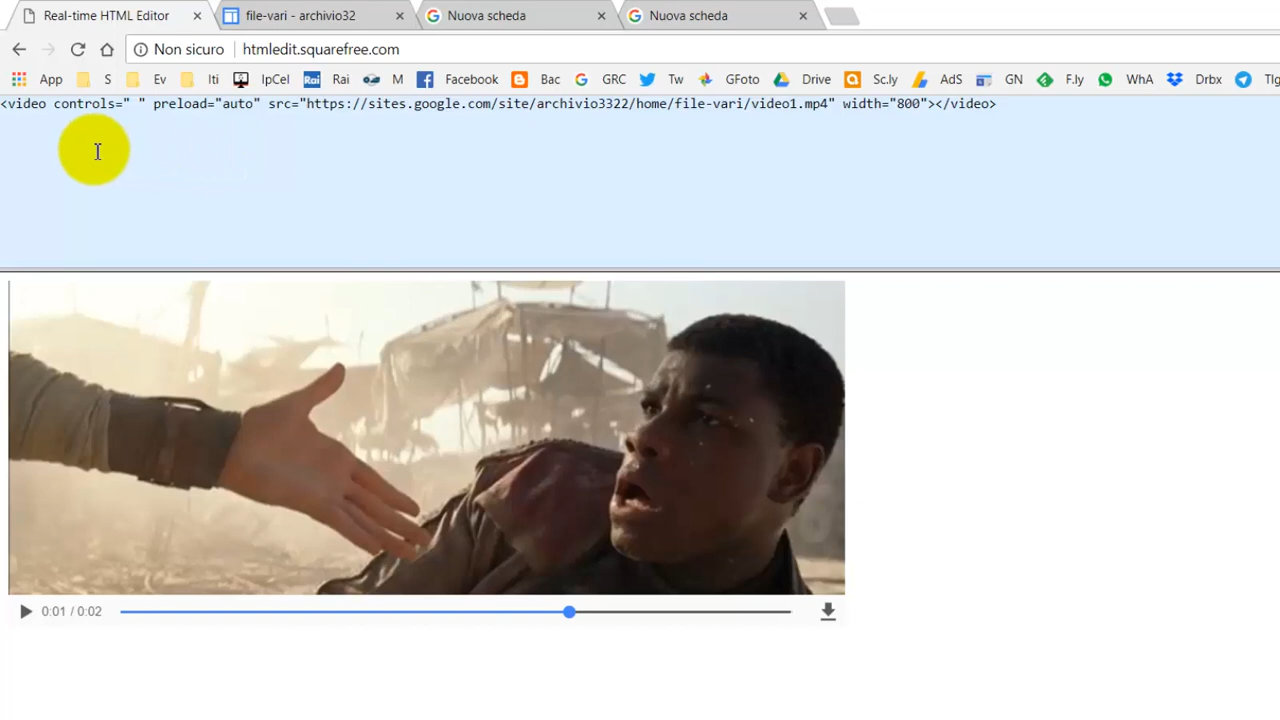 Real-time HTML Editor
file-vari - archivio32
Nuova scheda
Nuova scheda
Non sicuro
htmledit.squarefree.com
App S Ev Iti IpCel Rai Rai M Facebook Bac GRC Tw GFoto Drive Sc.ly AdS GN F.ly WhA Drbx
<video controls=" " preload="auto" src="https://sites.google.com/site/archivio3322/home/file-vari/video1.mp4" width="800"></video>
0:01 / 0:02